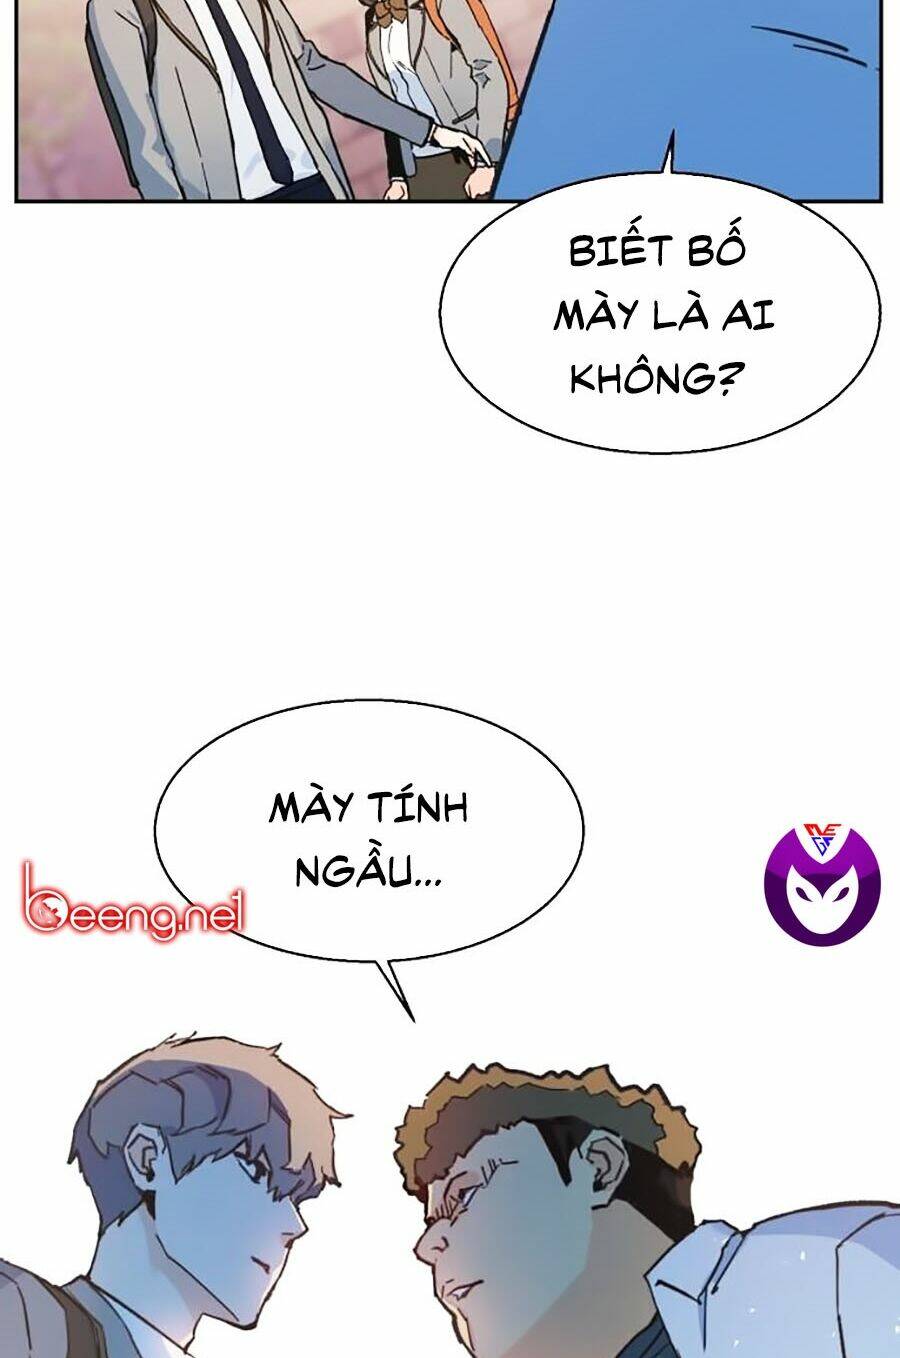 BIẾT BỐ
MÀY LÀ AI
KHÔNG?
MÀY TÍNH
NGẦU...
beeng.net